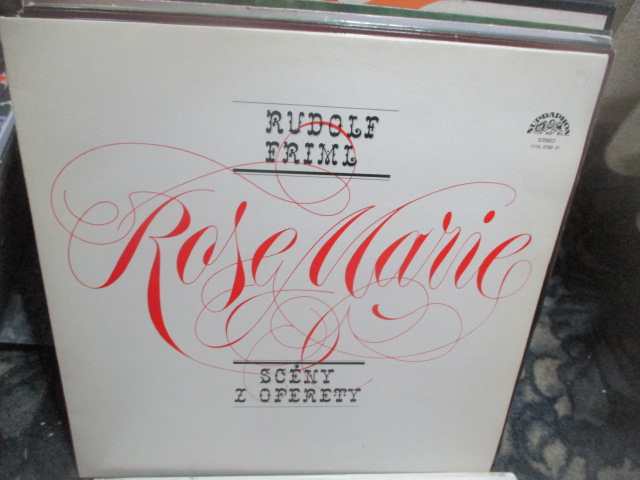 RUDOLF
FRIML
SUPRAPHON
STEREO
Rose Marie
SCÉNY
Z OPERETY